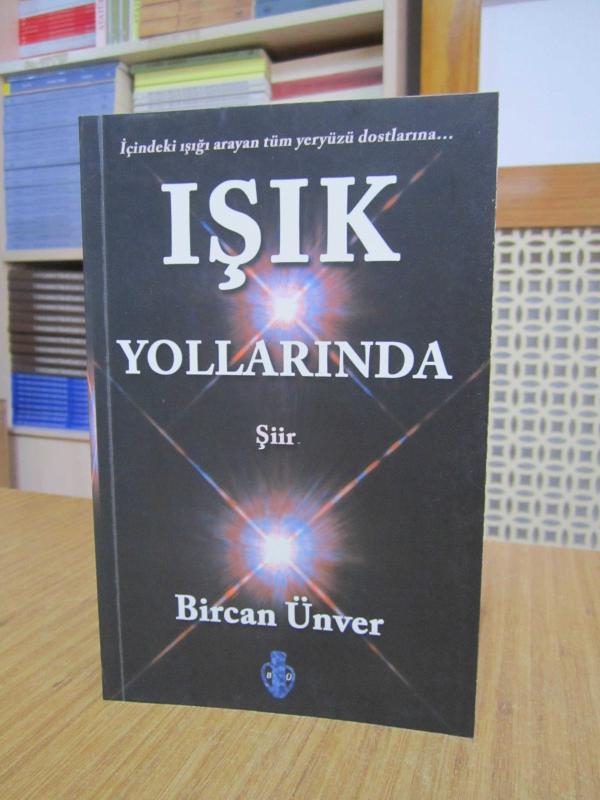 İçindeki ışığı arayan tüm yeryüzü dostlarına...
IŞIK
YOLLARINDA
Şiir
Bircan Ünver
B Ü